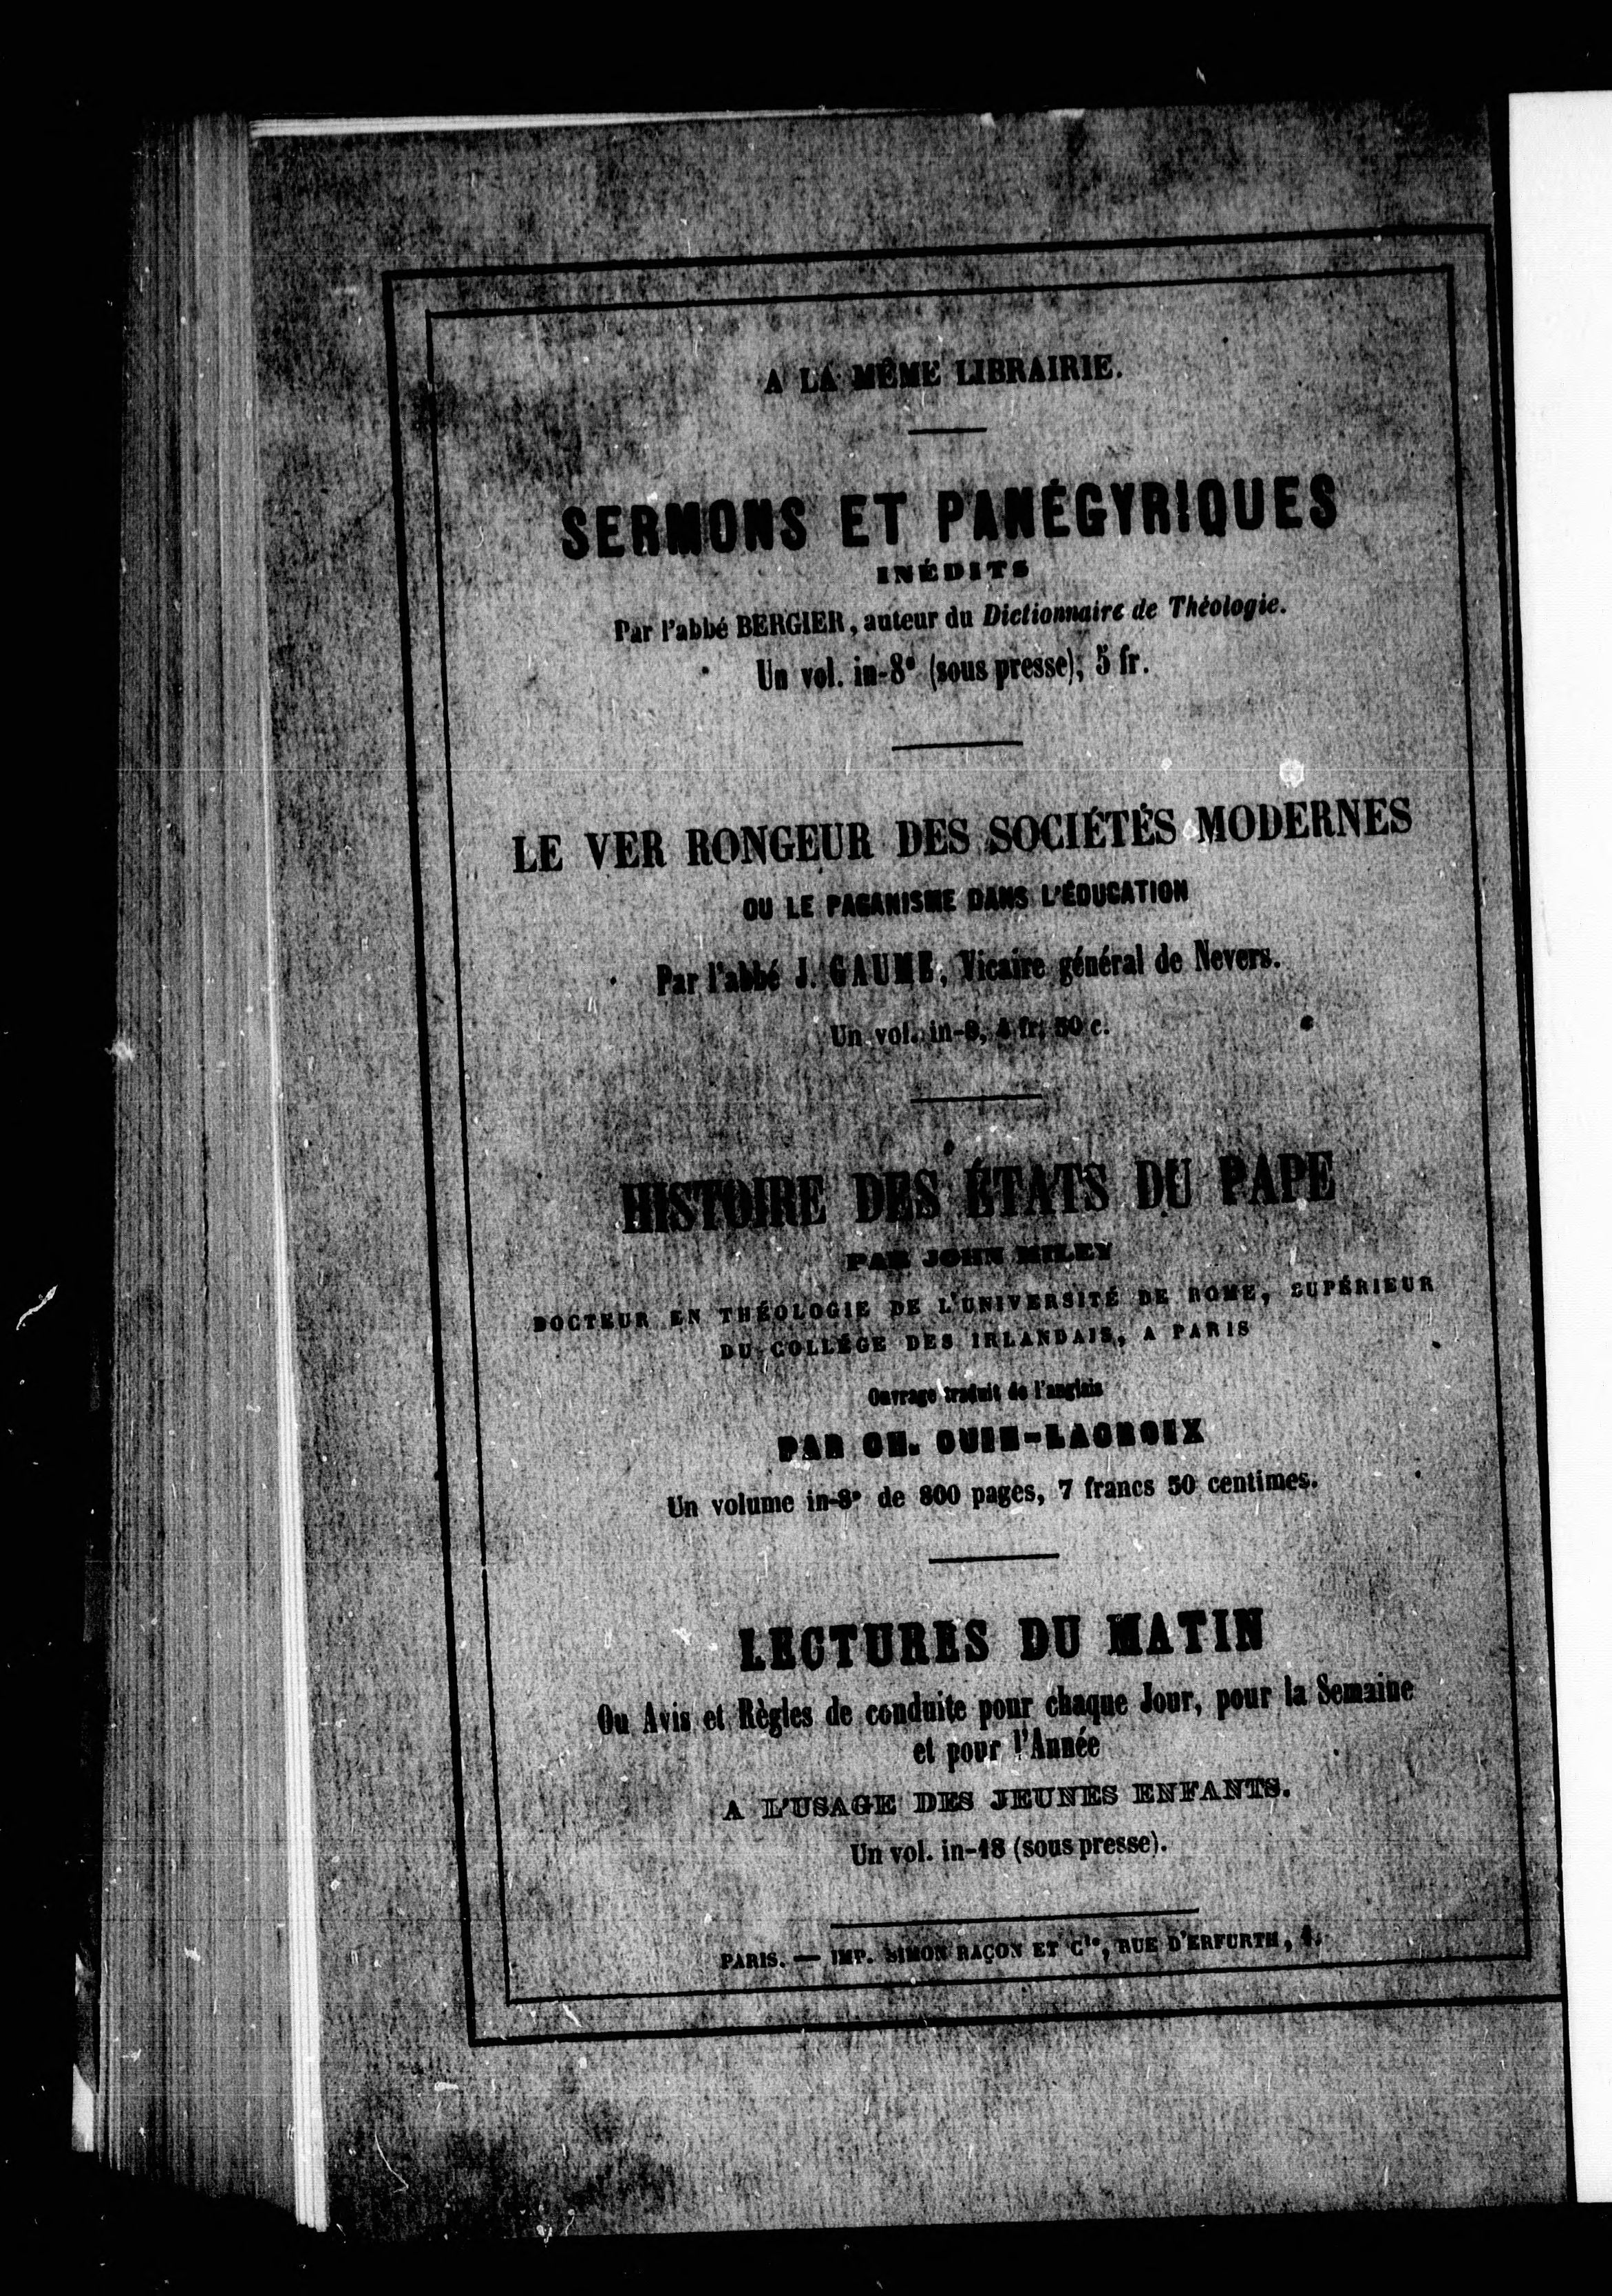 A LA MÊME LIBRAIRIE.
SERMONS ET PANÉGYRIQUES
INÉDITS
Par l'abbé BERGIER, auteur du Dictionnaire de Théologie.
Un vol. in-8° (sous presse), 5 fr.
LE VER RONGEUR DES SOCIÉTÉS MODERNES
OU LE PAGANISME DANS L'ÉDUCATION
Par l'abbé J. GAUME, Vicaire général de Nevers.
Un vol. in-8, 4 fr. 50 c.
HISTOIRE DES ÉTATS DU PAPE
PAR JOHN MILEY
DOCTEUR EN THÉOLOGIE DE L'UNIVERSITÉ DE ROME, SUPÉRIEUR
DU COLLÉGE DES IRLANDAIS, A PARIS
Ouvrage traduit de l'anglais
PAR CH. OUIN-LACROIX
Un volume in-8° de 800 pages, 7 francs 50 centimes.
LECTURES DU MATIN
Ou Avis et Règles de conduite pour chaque Jour, pour la Semaine
et pour l'Année
A L'USAGE DES JEUNES ENFANTS.
Un vol. in-18 (sous presse).
PARIS. — IMP. SIMON RAÇON ET Cie, RUE D'ERFURTH, 1.